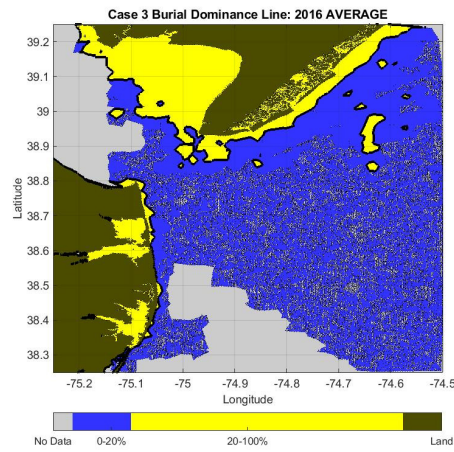 Case 3 Burial Dominance Line: 2016 AVERAGE
39.2
39.1
39
38.9
38.8
38.7
38.6
38.5
38.4
38.3
Latitude
-75.2 -75.1 -75 -74.9 -74.8 -74.7 -74.6 -74.5
Longitude
No Data 0-20% 20-100% Land